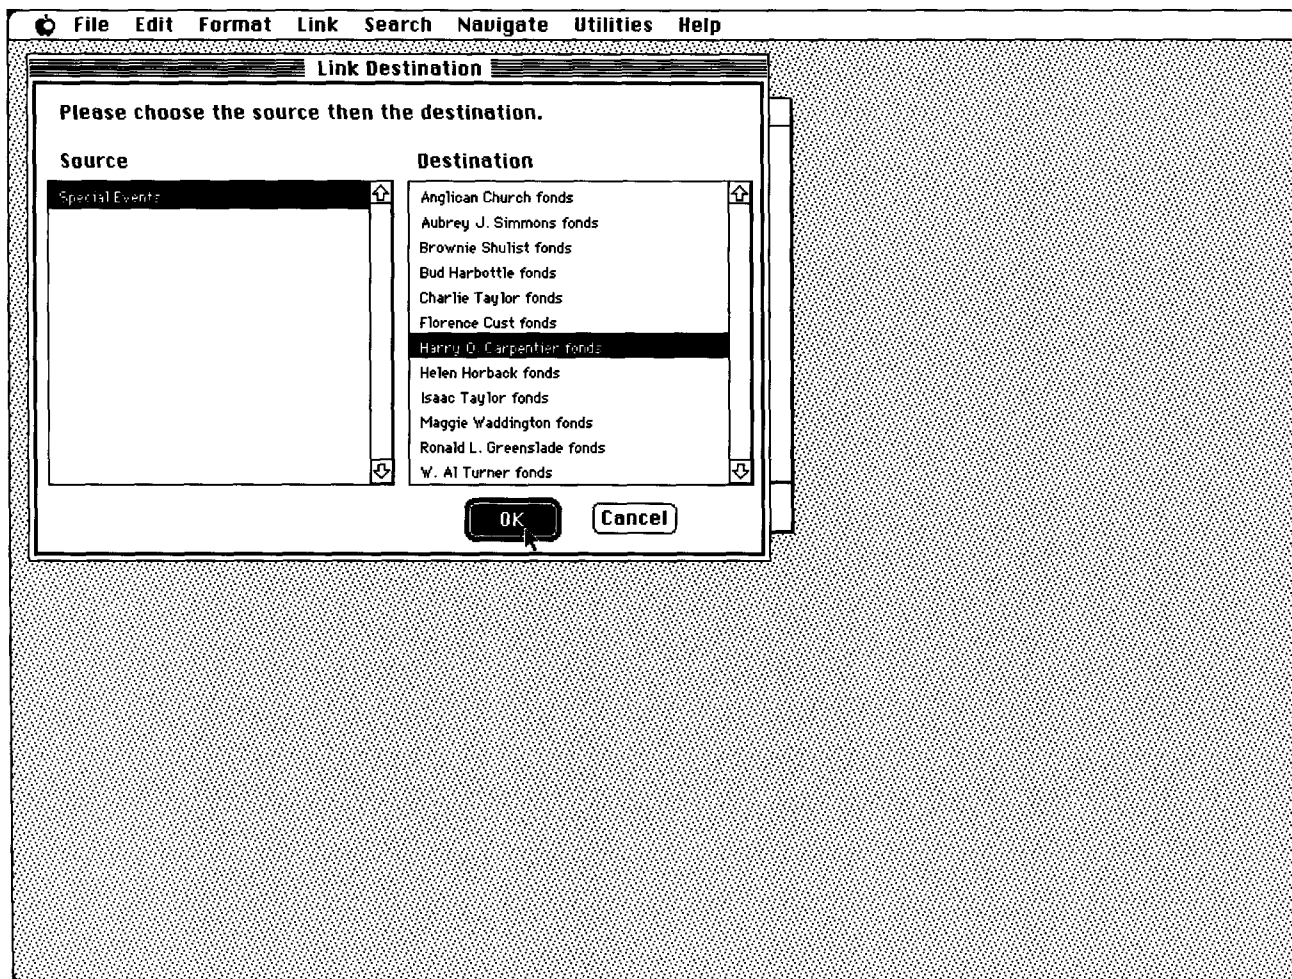 File Edit Format Link Search Navigate Utilities Help
Link Destination
Please choose the source then the destination.
Source
Special Events
Destination
Anglican Church fonds
Aubrey J. Simmons fonds
Brownie Shulist fonds
Bud Harbottle fonds
Charlie Taylor fonds
Florence Cust fonds
Harry O. Carpentier fonds
Helen Horback fonds
Isaac Taylor fonds
Maggie Waddington fonds
Ronald L. Greenslade fonds
W. Al Turner fonds
OK
Cancel